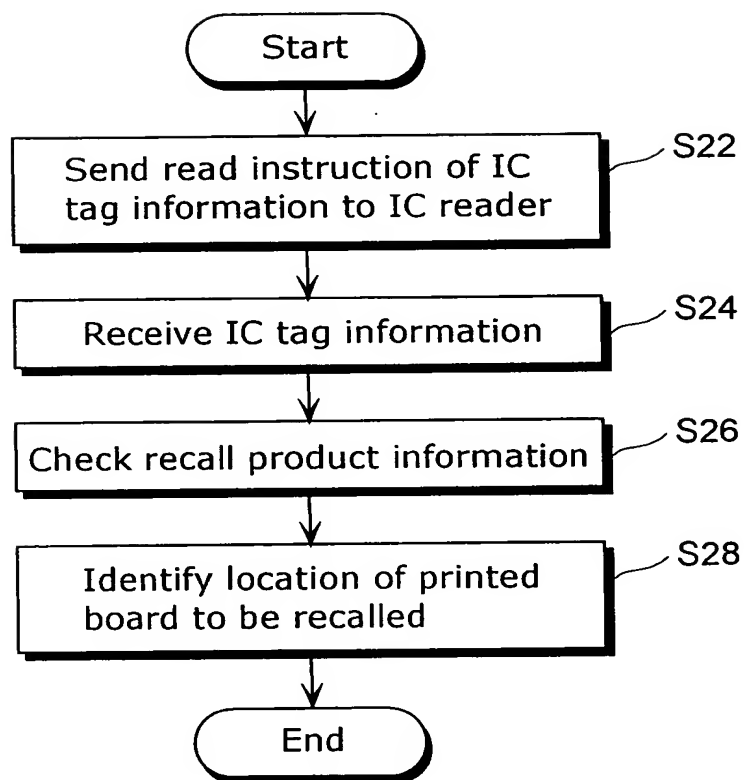 Start
Send read instruction of IC
tag information to IC reader
S22
Receive IC tag information
S24
Check recall product information
S26
Identify location of printed
board to be recalled
S28
End